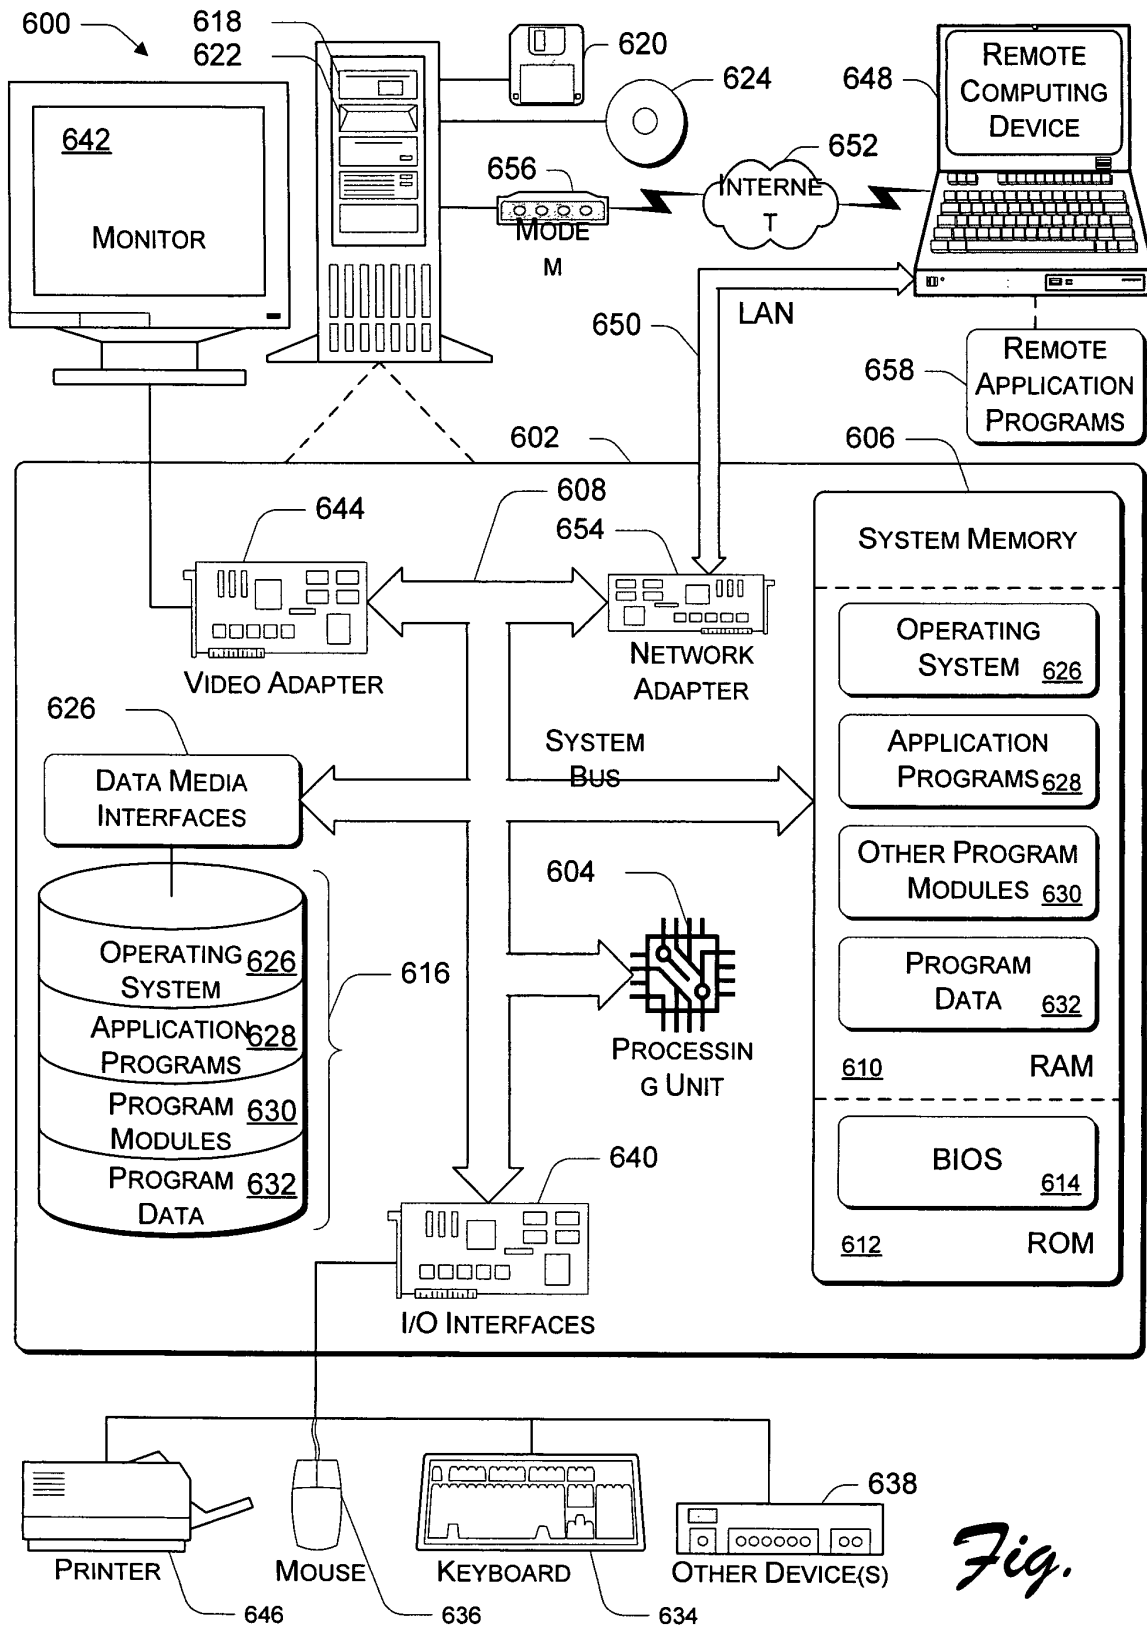 600
618
622
620
624
648
REMOTE
COMPUTING
DEVICE
642
MONITOR
656
652
INTERNE
T
MODE
M
LAN
650
658
REMOTE
APPLICATION
PROGRAMS
602
606
608
644
654
SYSTEM MEMORY
VIDEO ADAPTER
NETWORK
ADAPTER
OPERATING
SYSTEM 626
626
DATA MEDIA
INTERFACES
SYSTEM
BUS
APPLICATION
PROGRAMS 628
OTHER PROGRAM
MODULES 630
604
PROGRAM
DATA 632
OPERATING 626
SYSTEM
616
APPLICATION 628
PROGRAMS
PROGRAM 630
MODULES
PROGRAM 632
DATA
PROCESSIN
G UNIT
610 RAM
BIOS
614
612 ROM
640
I/O INTERFACES
638
PRINTER
MOUSE
KEYBOARD
OTHER DEVICE(S)
646
636
634
Fig.